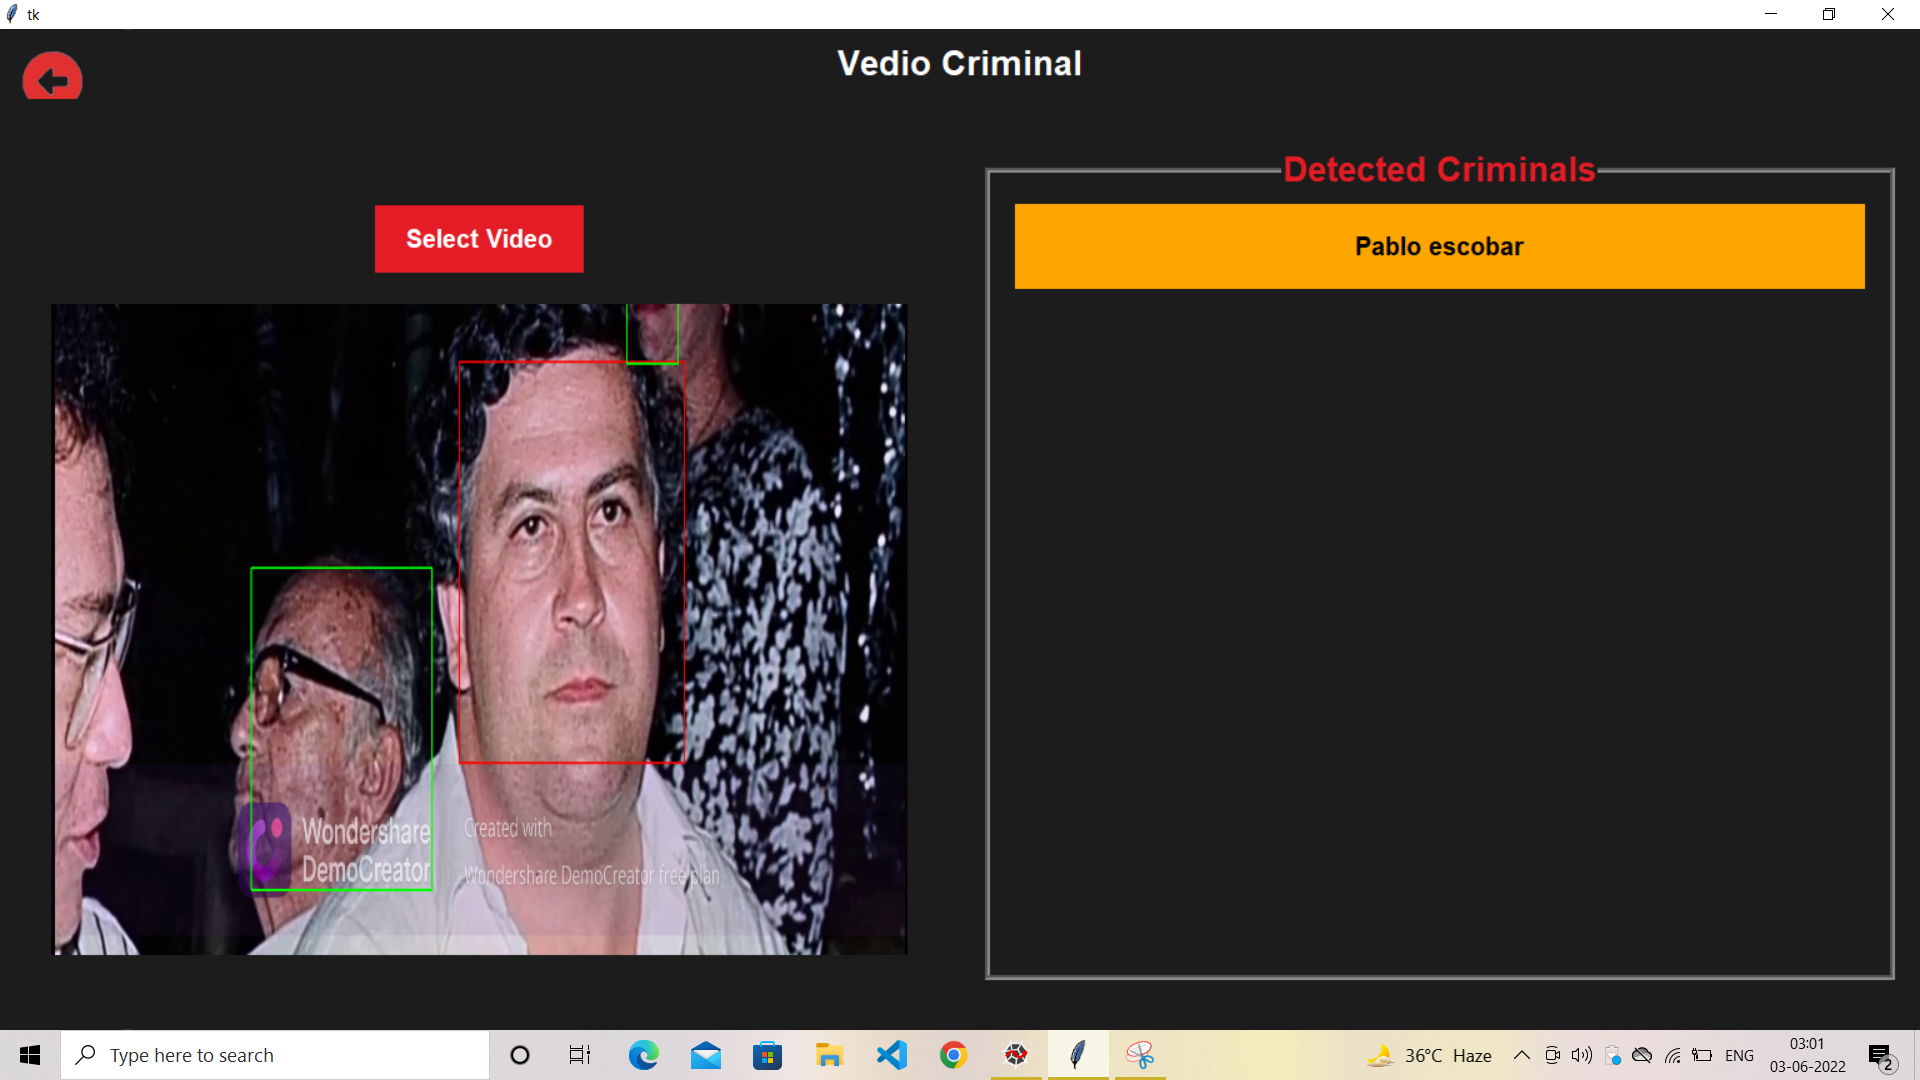 tk
Vedio Criminal
Detected Criminals
Select Video
Pablo escobar
Wondershare
DemoCreator
Created with
Wondershare DemoCreator free plan
Type here to search
36°C Haze
ENG
03:01
03-06-2022
2